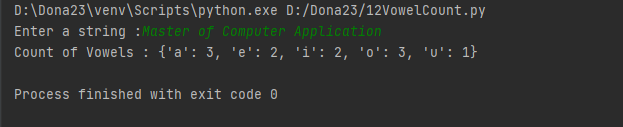 D:\Dona23\venv\Scripts\python.exe D:/Dona23/12VowelCount.py
Enter a string :Master of Computer Application
Count of Vowels : {'a': 3, 'e': 2, 'i': 2, 'o': 3, 'u': 1}
Process finished with exit code 0